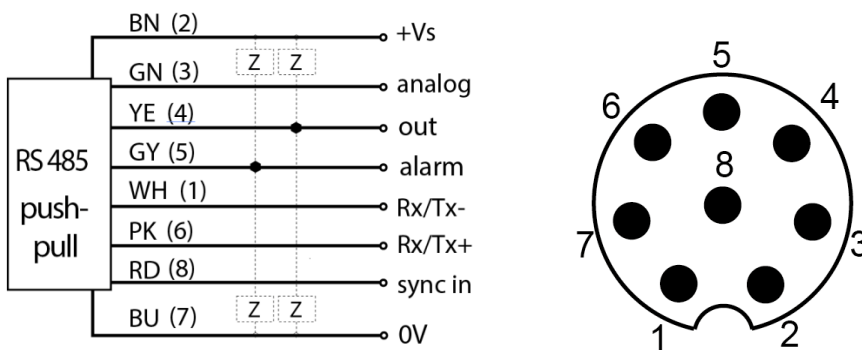 BN (2) +Vs
Z Z
GN (3) analog
YE (4) out
GY (5) alarm
RS 485
push-
pull
WH (1) Rx/Tx-
PK (6) Rx/Tx+
RD (8) sync in
Z Z
BU (7) 0V
5
6 4
8
7 3
1 2